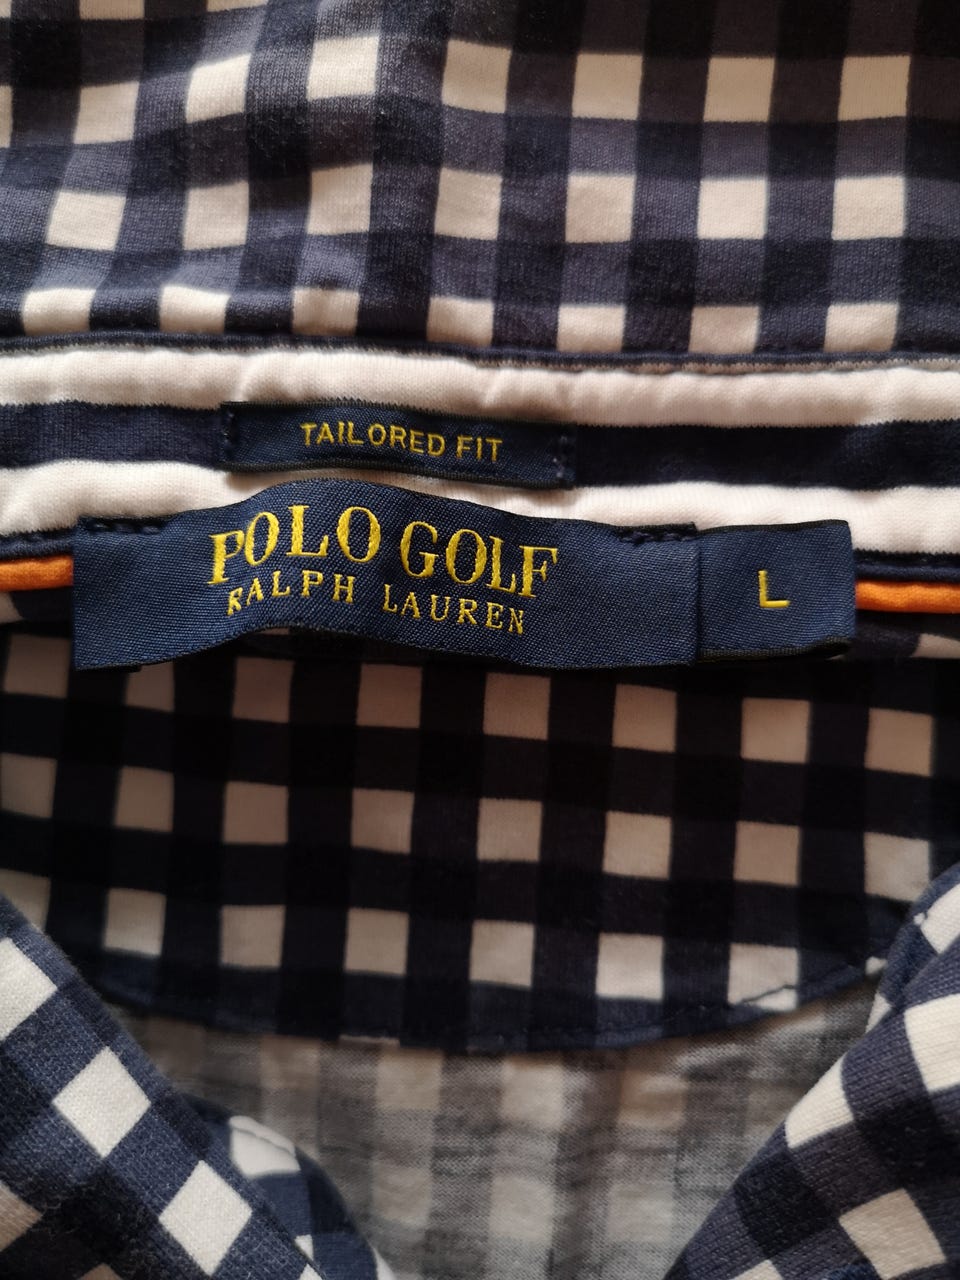 TAILORED FIT
POLO GOLF
RALPH LAUREN
L